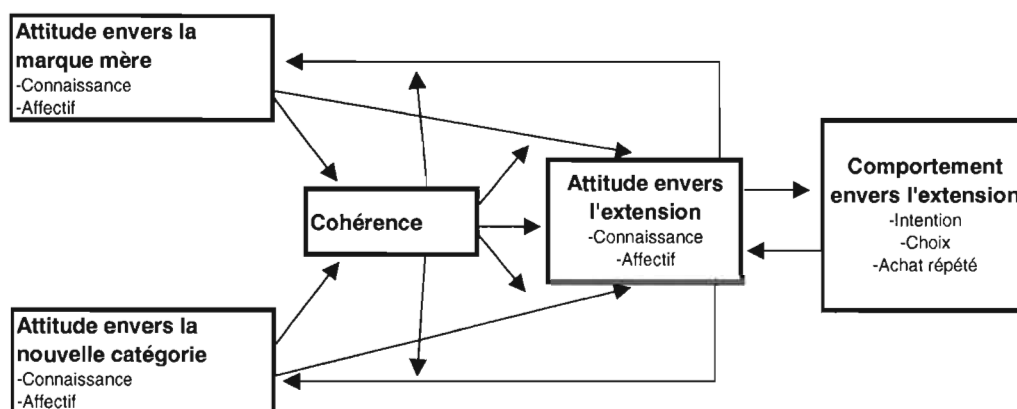 Attitude envers la
marque mère
-Connaissance
-Affectif
Cohérence
Attitude envers
l'extension
-Connaissance
-Affectif
Comportement
envers l'extension
-Intention
-Choix
-Achat répété
Attitude envers la
nouvelle catégorie
-Connaissance
-Affectif